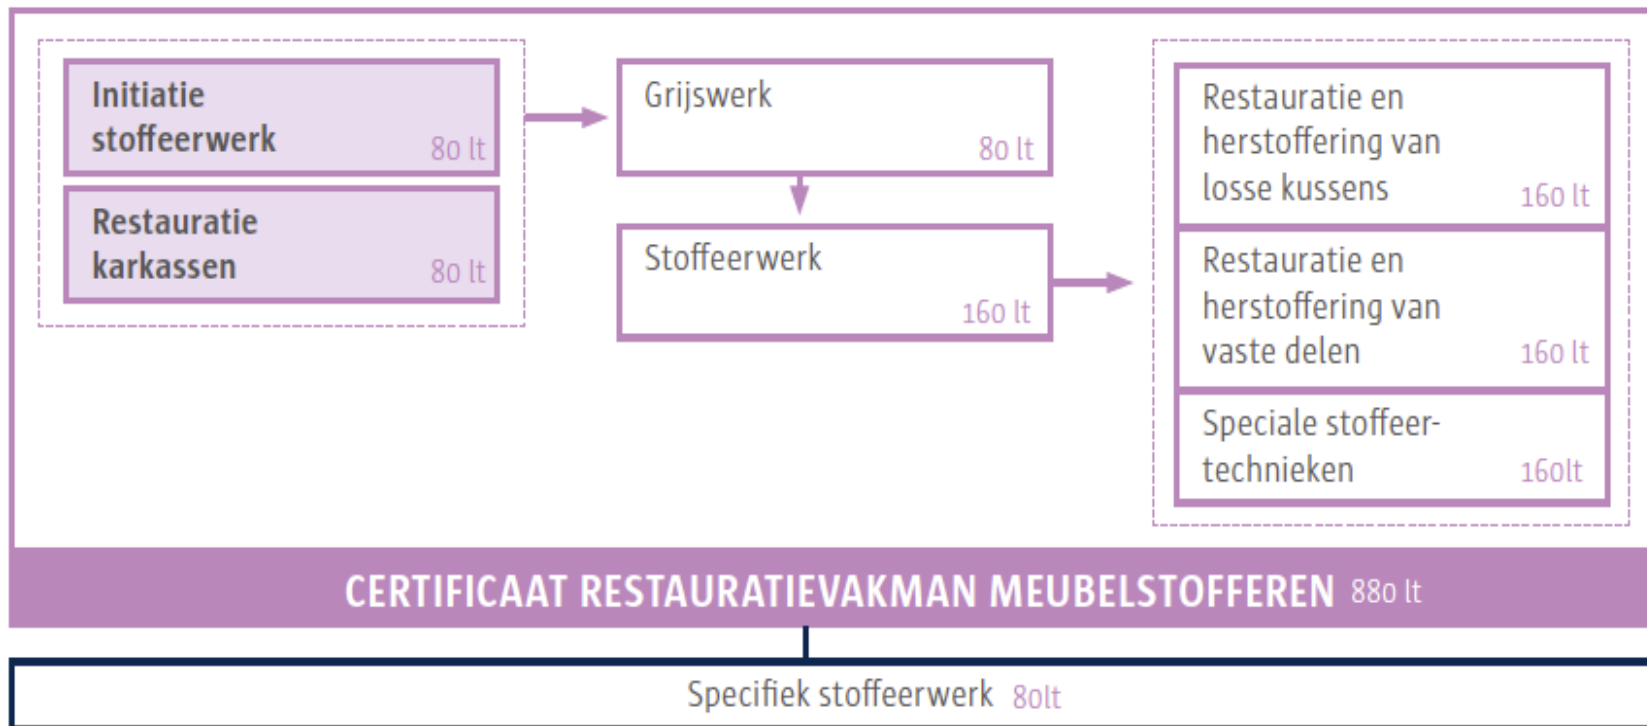 Initiatie
stoffeerwerk 80 lt
Restauratie
karkassen 80 lt
Grijswerk
80 lt
Stoffeerwerk
160 lt
Restauratie en
herstoffering van
losse kussens 160 lt
Restauratie en
herstoffering van
vaste delen 160 lt
Speciale stoffeer-
technieken 160lt
CERTIFICAAT RESTAURATIEVAKMAN MEUBELSTOFFEREN 880 lt
Specifiek stoffeerwerk 80lt